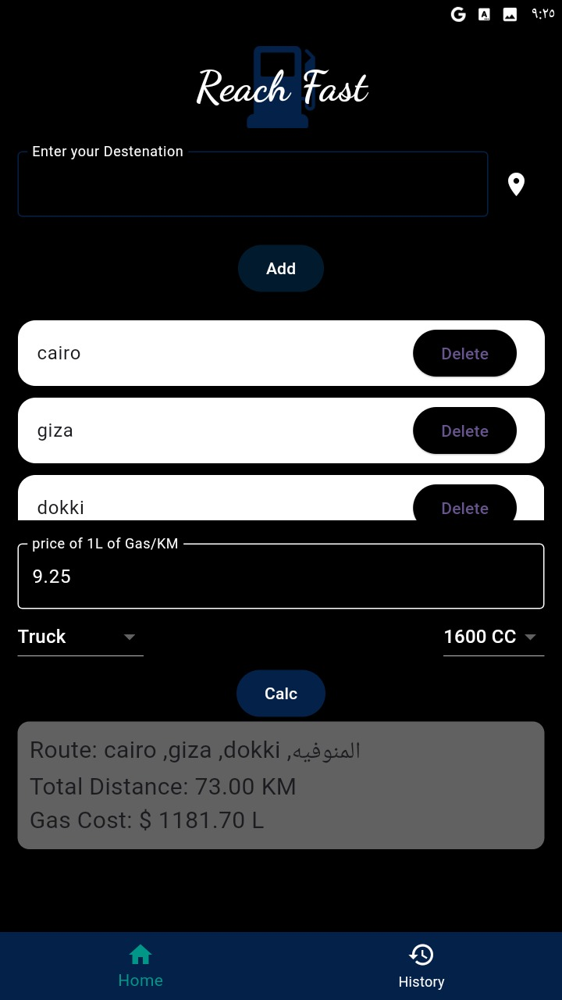 ٩:٢٥
Reach Fast
Enter your Destenation
Add
cairo Delete
giza Delete
dokki Delete
price of 1L of Gas/KM
9.25
Truck 1600 CC
Calc
Route: cairo ,giza ,dokki ,المنوفيه
Total Distance: 73.00 KM
Gas Cost: $ 1181.70 L
Home History